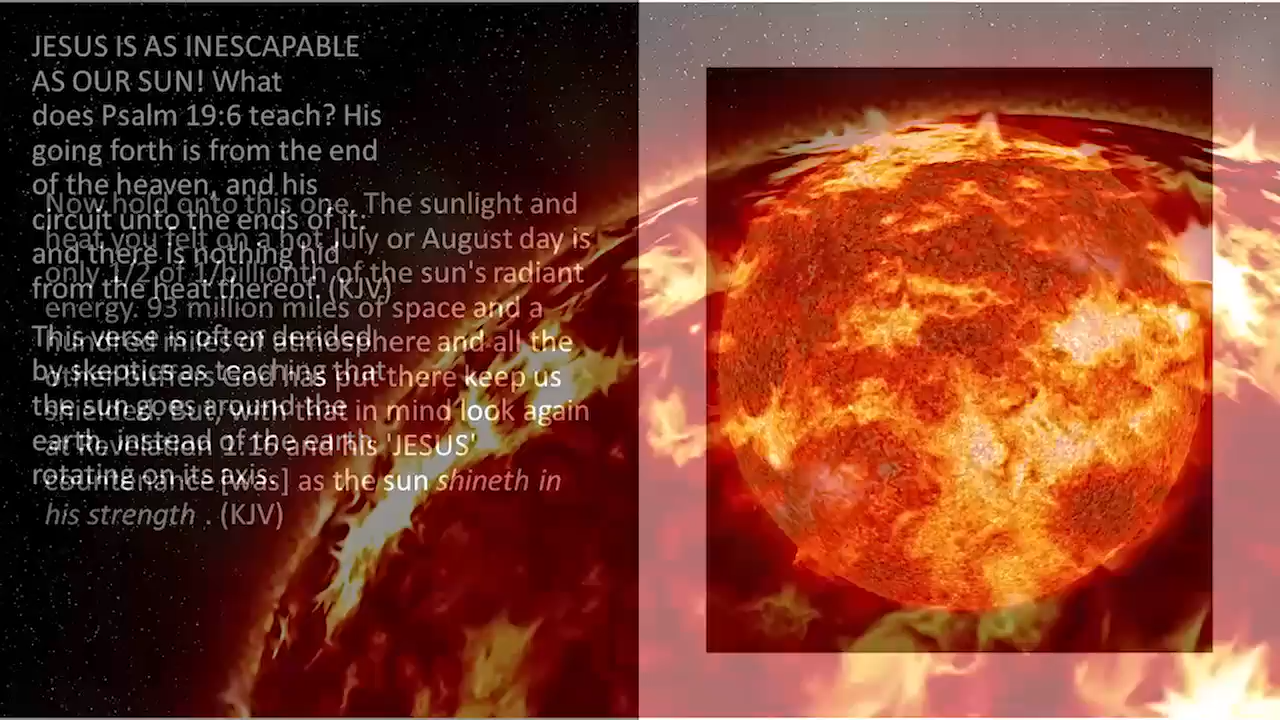 JESUS IS AS INESCAPABLE
AS OUR SUN! What
does Psalm 19:6 teach? His
going forth is from the end
of the heaven, and his
circuit unto the ends of it:
and there is nothing hid
from the heat thereof. (KJV)
This verse is often derided
by skeptics as teaching that
the sun goes around the
earth, instead of the earth
rotating on its axis.
Now hold onto this one. The sunlight and
heat you felt on a hot July or August day is
only 1/2 of 1/billionth of the sun's radiant
energy. 93 million miles of space and a
hundred miles of atmosphere and all the
other buffers God has put there keep us
shielded. But, with that in mind look again
at Revelation 1:16 and his 'JESUS'
countenance [was] as the sun shineth in
his strength . (KJV)